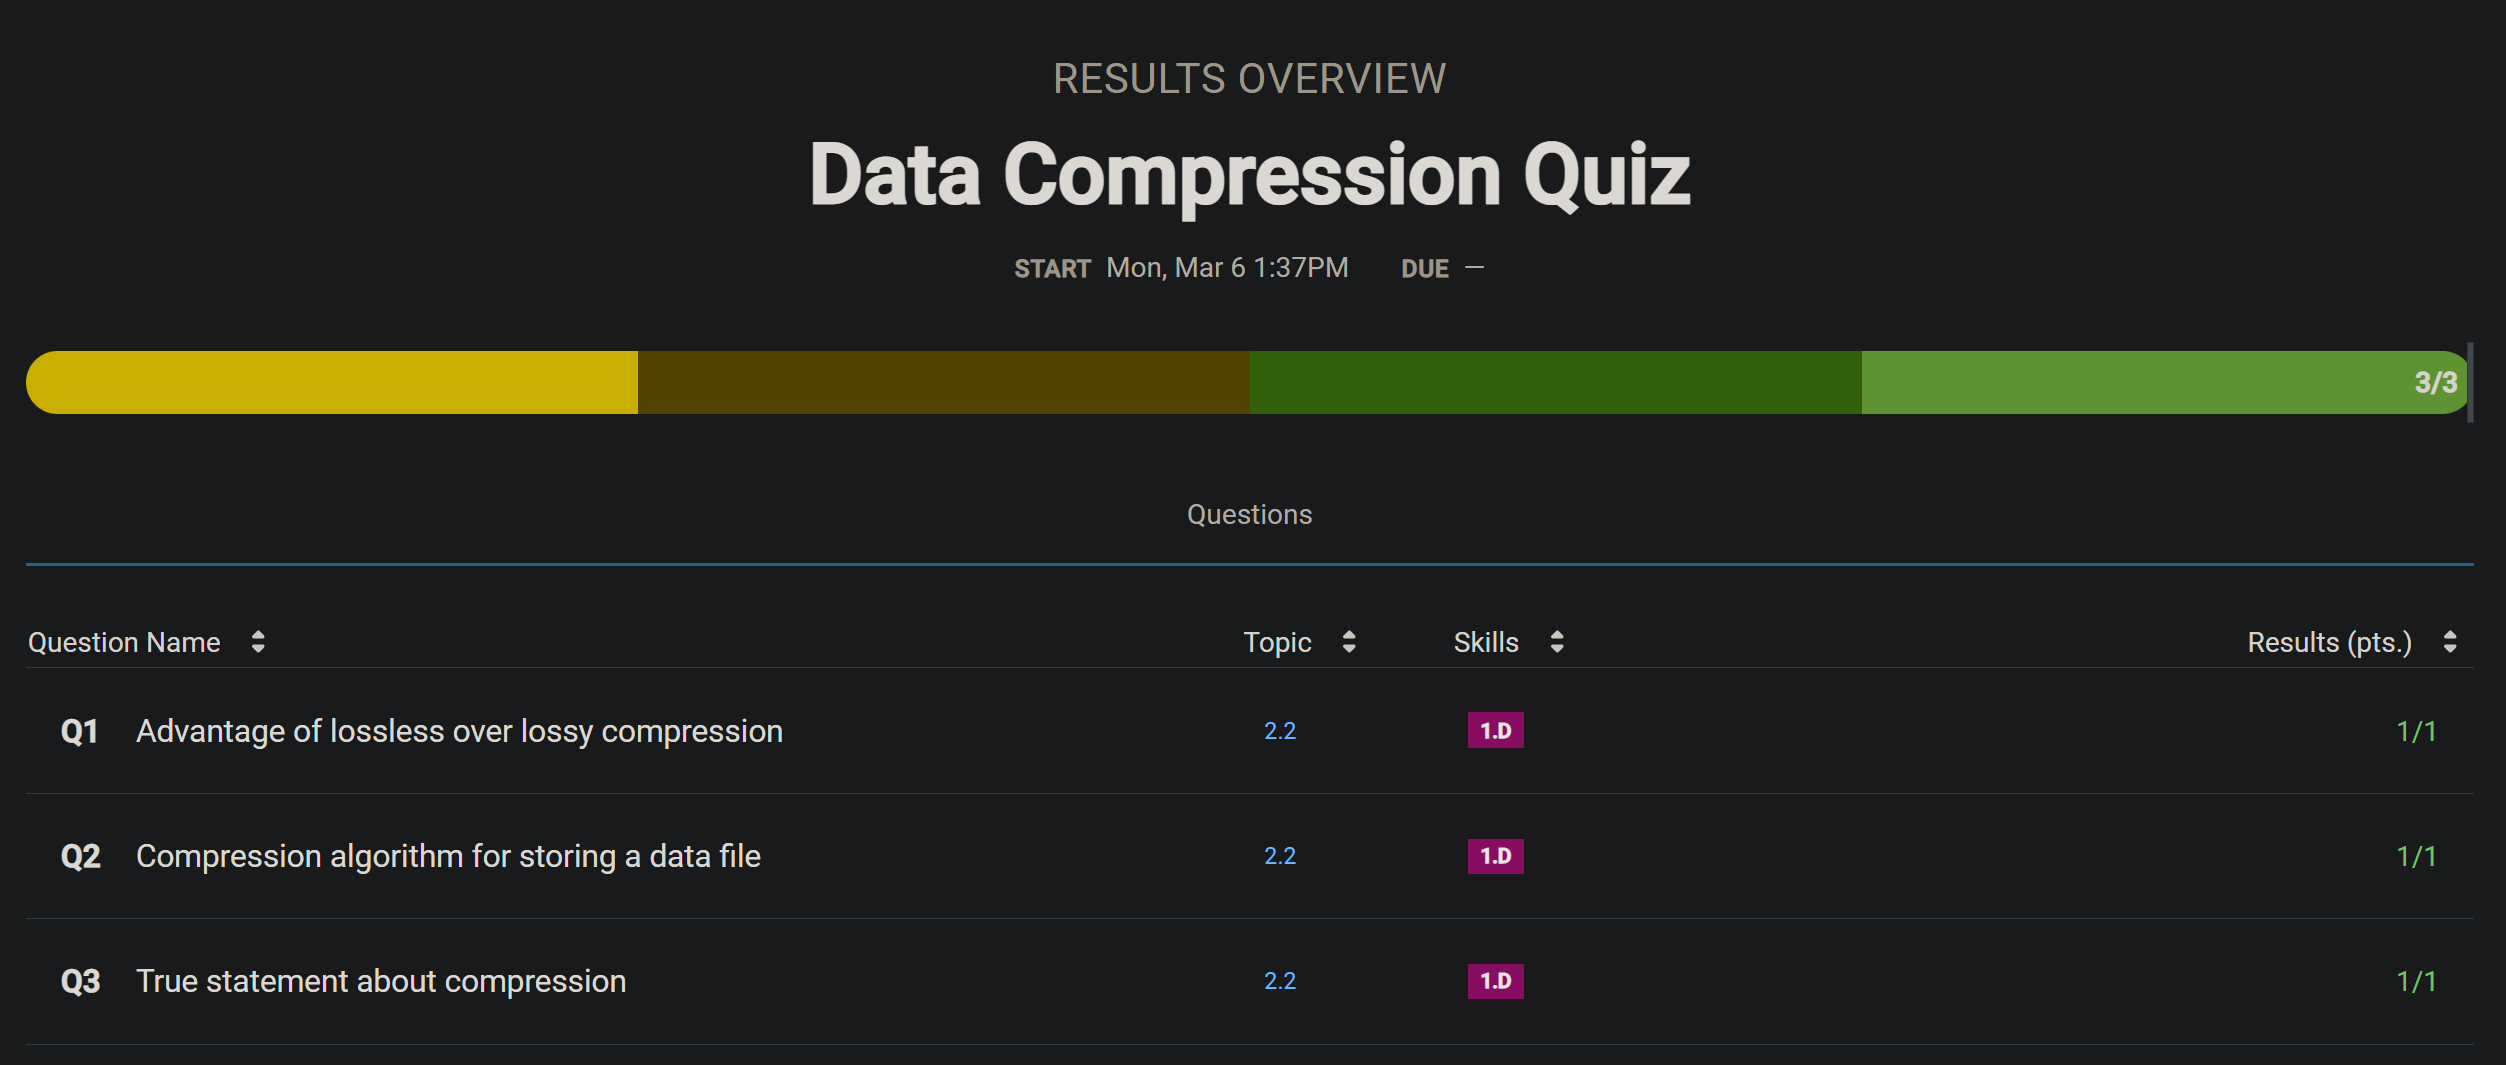 RESULTS OVERVIEW
Data Compression Quiz
START Mon, Mar 6 1:37PM DUE —
3/3
Questions
Question Name Topic Skills Results (pts.)
Q1 Advantage of lossless over lossy compression 2.2 1.D 1/1
Q2 Compression algorithm for storing a data file 2.2 1.D 1/1
Q3 True statement about compression 2.2 1.D 1/1